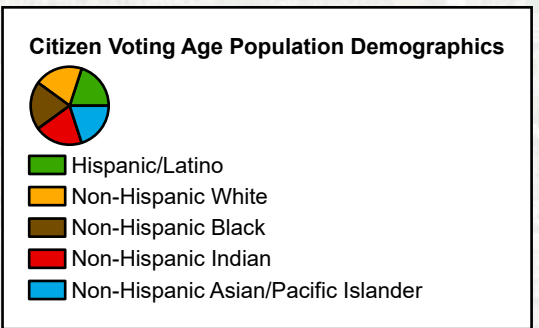 Citizen Voting Age Population Demographics
Hispanic/Latino
Non-Hispanic White
Non-Hispanic Black
Non-Hispanic Indian
Non-Hispanic Asian/Pacific Islander